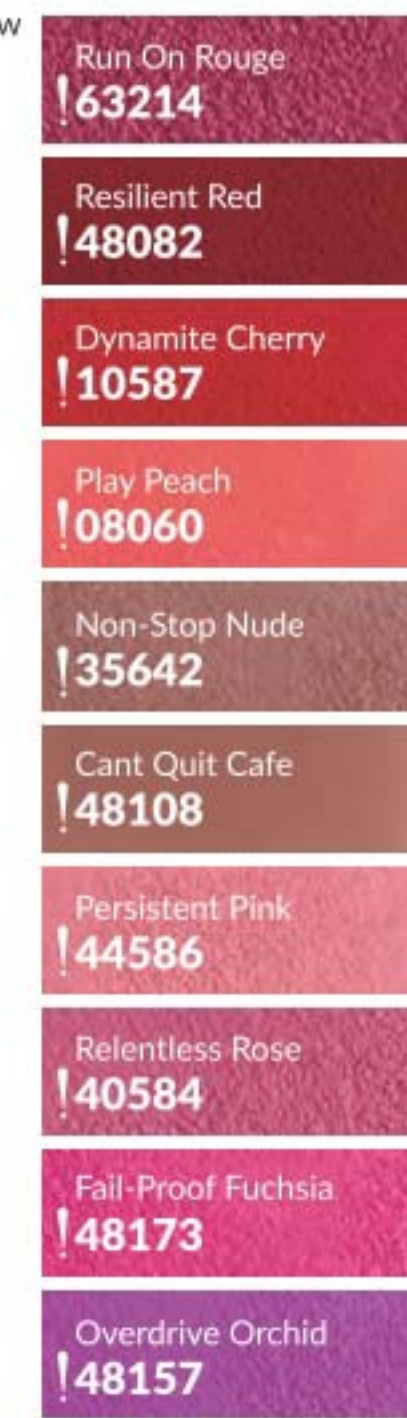 w
Run On Rouge
!63214
Resilient Red
!48082
Dynamite Cherry
!10587
Play Peach
!08060
Non-Stop Nude
!35642
Cant Quit Cafe
!48108
Persistent Pink
!44586
Relentless Rose
!40584
Fail-Proof Fuchsia
!48173
Overdrive Orchid
!48157